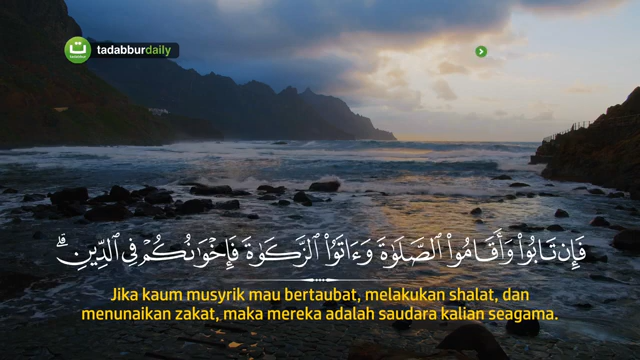 tadabburdaily
فَإِن تَابُوا۟ وَأَقَامُوا۟ ٱلصَّلَوٰةَ وَءَاتَوُا۟ ٱلزَّكَوٰةَ فَإِخْوَٰنُكُمْ فِى ٱلدِّينِ ۗ
Jika kaum musyrik mau bertaubat, melakukan shalat, dan
menunaikan zakat, maka mereka adalah saudara kalian seagama.